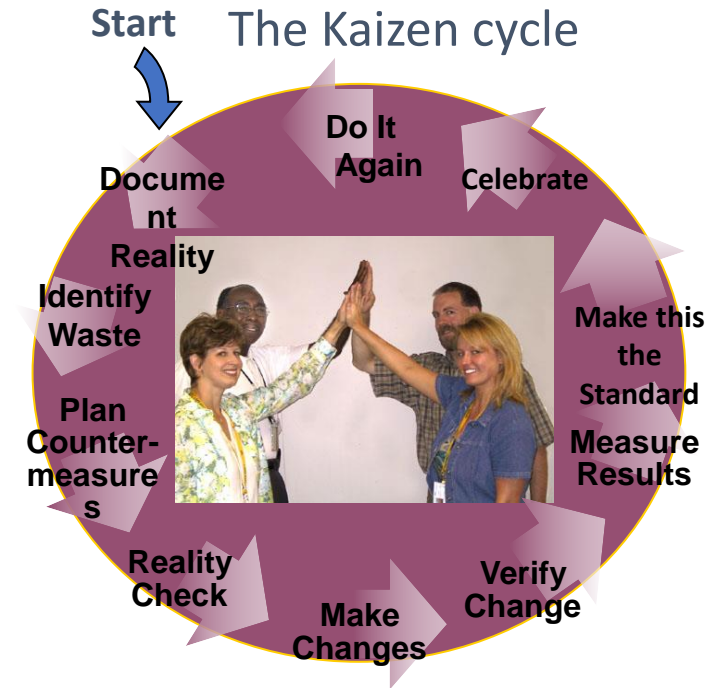 Start
The Kaizen cycle
Docume
nt
Reality
Identify
Waste
Plan
Counter-
measure
s
Reality
Check
Make
Changes
Verify
Change
Measure
Results
Make this
the
Standard
Celebrate
Do It
Again